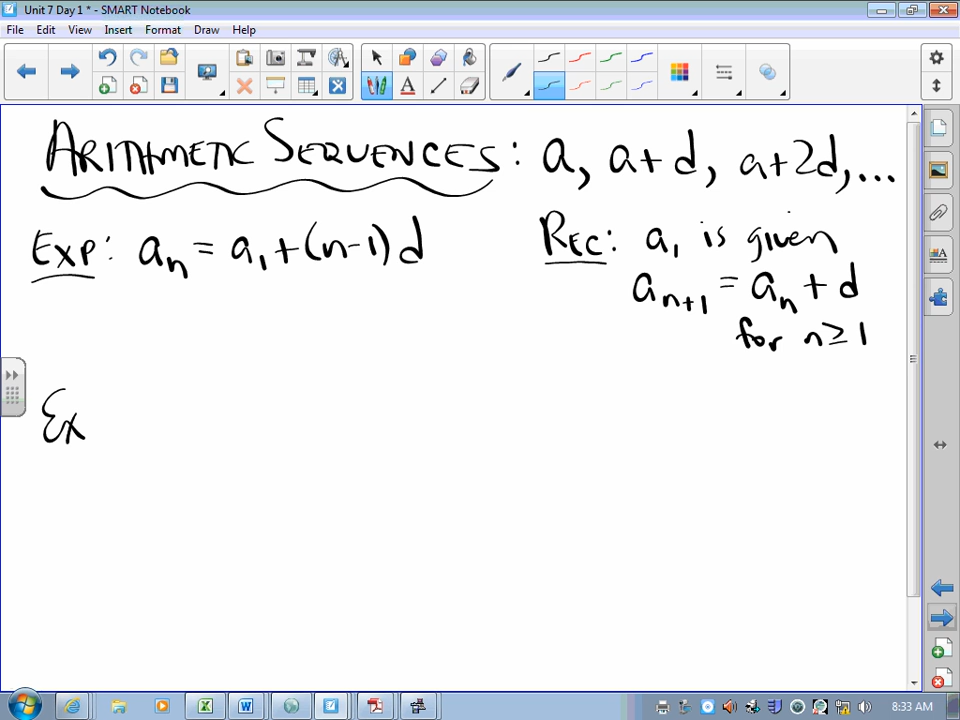 Unit 7 Day 1 * - SMART Notebook
File Edit View Insert Format Draw Help
ARITHMETIC SEQUENCES: a, a+d, a+2d,...
EXP: aₙ = a₁+(n-1)d
REC: a₁ is given
aₙ₊₁ = aₙ + d
for n≥1
Ex
8:33 AM